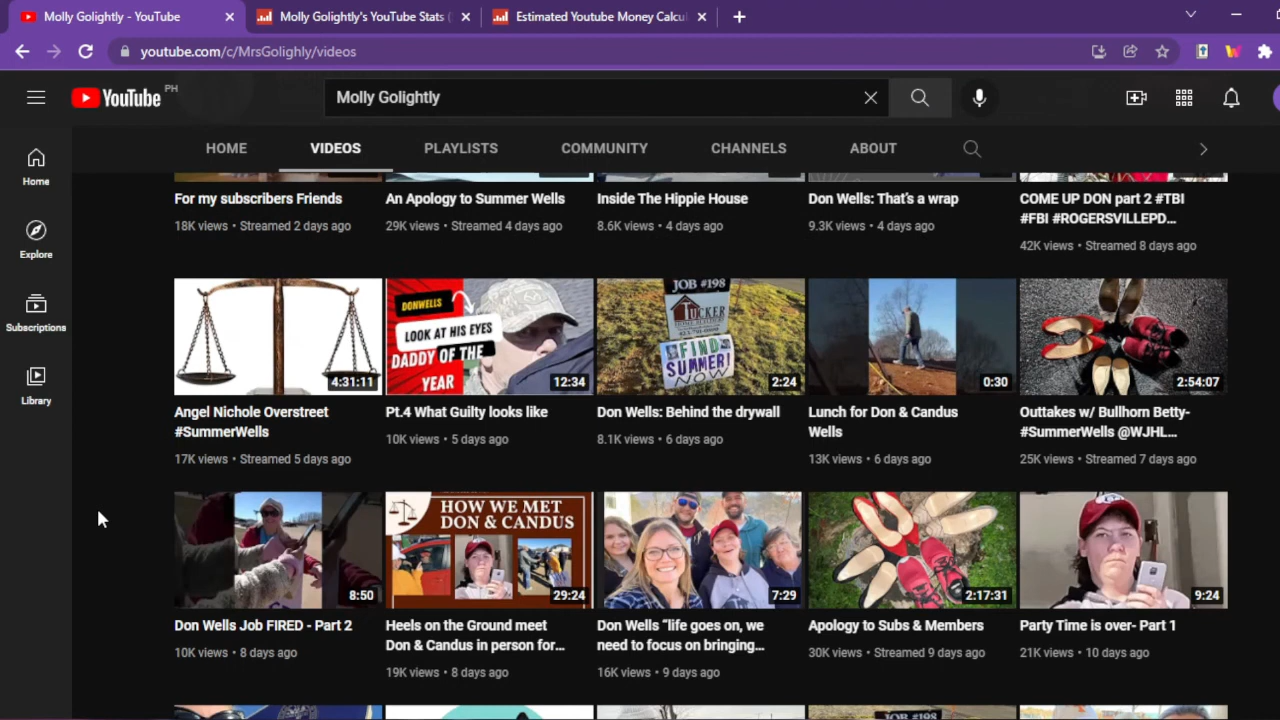 Molly Golightly - YouTube
Molly Golightly's YouTube Stats (
Estimated Youtube Money Calcu
youtube.com/c/MrsGolighly/videos
YouTube PH
Molly Golightly
HOME VIDEOS PLAYLISTS COMMUNITY CHANNELS ABOUT
Home
Explore
Subscriptions
Library
For my subscribers Friends
18K views • Streamed 2 days ago
An Apology to Summer Wells
29K views • Streamed 4 days ago
Inside The Hippie House
8.6K views • 4 days ago
Don Wells: That's a wrap
9.3K views • 4 days ago
COME UP DON part 2 #TBI
#FBI #ROGERSVILLEPD...
42K views • Streamed 8 days ago
4:31:11
Angel Nichole Overstreet
#SummerWells
17K views • Streamed 5 days ago
DONWELLS
LOOK AT HIS EYES
DADDY OF THE
YEAR
12:34
Pt.4 What Guilty looks like
10K views • 5 days ago
JOB #198
TUCKER
FIND
SUMMER!
NOW
2:24
Don Wells: Behind the drywall
8.1K views • 6 days ago
0:30
Lunch for Don & Candus
Wells
13K views • 6 days ago
2:54:07
Outtakes w/ Bullhorn Betty-
#SummerWells @WJHL...
25K views • Streamed 7 days ago
8:50
Don Wells Job FIRED - Part 2
10K views • 8 days ago
HOW WE MET
DON & CANDUS
29:24
Heels on the Ground meet
Don & Candus in person for...
19K views • 8 days ago
7:29
Don Wells “life goes on, we
need to focus on bringing...
16K views • 9 days ago
2:17:31
Apology to Subs & Members
30K views • Streamed 9 days ago
9:24
Party Time is over- Part 1
21K views • 10 days ago
JOB #198